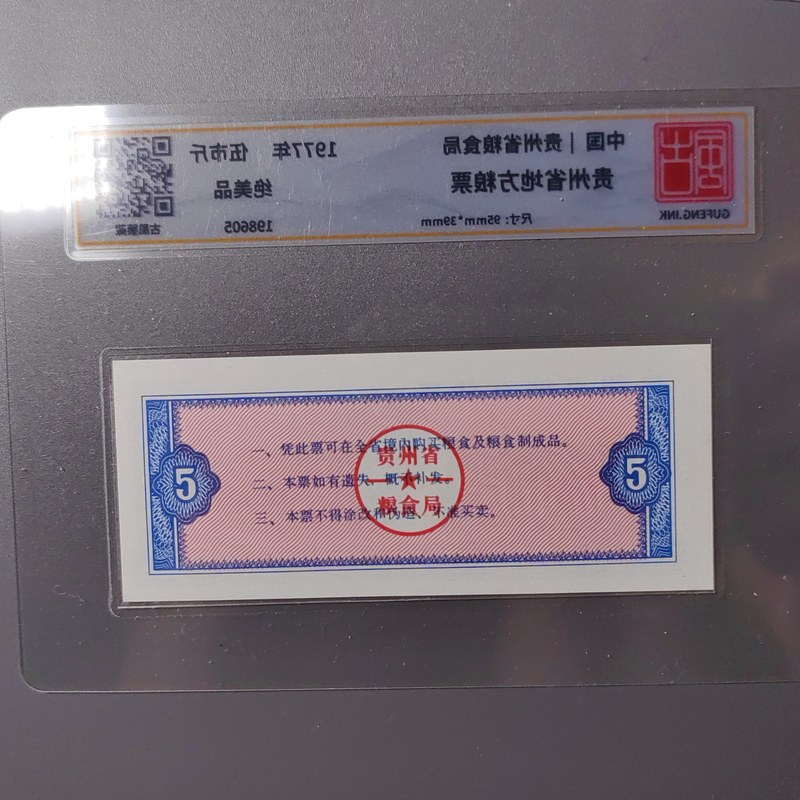 中国 | 贵州省粮食局
贵州省地方粮票
尺寸: 95mm*39mm
1977年 伍市斤
绝美品
198605
古風
GUFENG.INK
一、凭此票可在全省境内购买粮食及粮食制成品。
二、本票如有遗失、概不补发。
三、本票不得涂改和伪造、不准买卖。
贵州省
粮食局
5
5